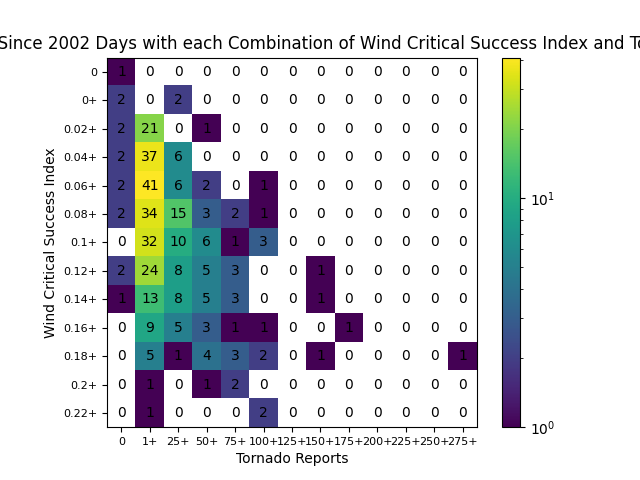 Since 2002 Days with each Combination of Wind Critical Success Index and
Wind Critical Success Index
0 1 0 0 0 0 0 0 0 0 0 0 0 0
0+ 2 0 2 0 0 0 0 0 0 0 0 0 0
0.02+ 2 21 0 1 0 0 0 0 0 0 0 0 0
0.04+ 2 37 6 0 0 0 0 0 0 0 0 0 0
0.06+ 2 41 6 2 0 1 0 0 0 0 0 0 0
0.08+ 2 34 15 3 2 1 0 0 0 0 0 0 0
0.1+ 0 32 10 6 1 3 0 0 0 0 0 0 0
0.12+ 2 24 8 5 3 0 0 1 0 0 0 0 0
0.14+ 1 13 8 5 3 0 0 1 0 0 0 0 0
0.16+ 0 9 5 3 1 1 0 0 1 0 0 0 0
0.18+ 0 5 1 4 3 2 0 1 0 0 0 0 1
0.2+ 0 1 0 1 2 0 0 0 0 0 0 0 0
0.22+ 0 1 0 0 0 2 0 0 0 0 0 0 0
0 1+ 25+ 50+ 75+ 100+ 125+ 150+ 175+ 200+ 225+ 250+ 275+
Tornado Reports
10¹
10⁰